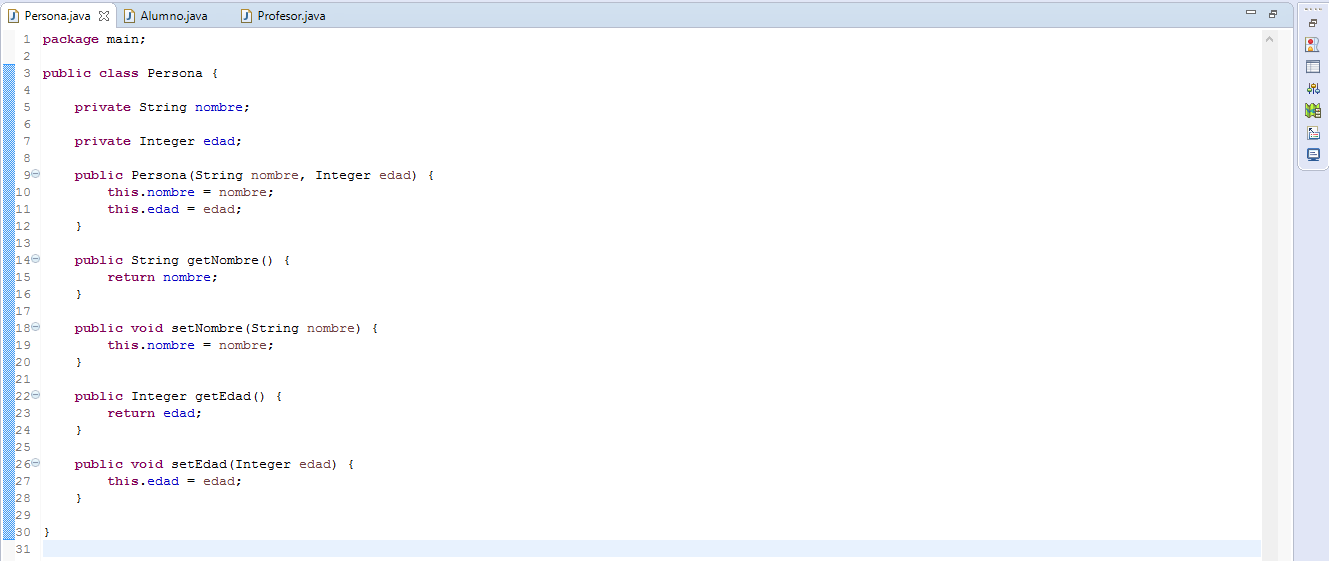 Persona.java Alumno.java Profesor.java
1 package main;
2
3 public class Persona {
4
5     private String nombre;
6
7     private Integer edad;
8
9     public Persona(String nombre, Integer edad) {
10         this.nombre = nombre;
11         this.edad = edad;
12     }
13
14     public String getNombre() {
15         return nombre;
16     }
17
18     public void setNombre(String nombre) {
19         this.nombre = nombre;
20     }
21
22     public Integer getEdad() {
23         return edad;
24     }
25
26     public void setEdad(Integer edad) {
27         this.edad = edad;
28     }
29
30 }
31